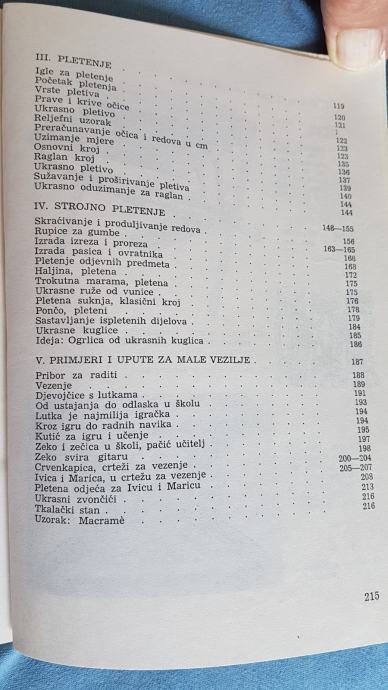 III. PLETENJE 119
Igle za pletenje 120
Početak pletenja 121
Vrste pletiva
Prave i krive očice 122
Ukrasno pletivo 123
Reljefni uzorak 123
Preračunavanje očica i redova u cm 135
Uzimanje mjere 136
Osnovni kroj 137
Raglan kroj 139
Ukrasno pletivo 140
Sužavanje i proširivanje pletiva 144
Ukrasno oduzimanje za raglan 144
IV. STROJNO PLETENJE 148—155
Skraćivanje i produljivanje redova 156
Rupice za gumbe 163—165
Izrada izreza i proreza 166
Izrada pasica i ovratnika 168
Pletenje odjevnih predmeta 172
Haljina, pletena 175
Trokutna marama, pletena 175
Ukrasne ruže od vunice 176
Pletena suknja, klasični kroj 178
Pončo, pleteni 179
Sastavljanje ispletenih dijelova 184
Ukrasne kuglice 185
Ideja: Ogrlica od ukrasnih kuglica 186
V. PRIMJERI I UPUTE ZA MALE VEZILJE 187
Pribor za raditi 188
Vezenje 189
Djevojčice s lutkama 191
Od ustajanja do odlaska u školu 193
Lutka je najmilija igračka 194
Kroz igru do radnih navika 194
Kutić za igru i učenje 195
Zeko i zečica u školi, pačić učitelj 197
Zeko svira gitaru 198
Crvenkapica, crteži za vezenje 200—204
Ivica i Marica, u crtežu za vezenje 205—207
Pletena odjeća za Ivicu i Maricu 208
Ukrasni zvončići 213
Tkalački stan 216
Uzorak: Macramè 216
215